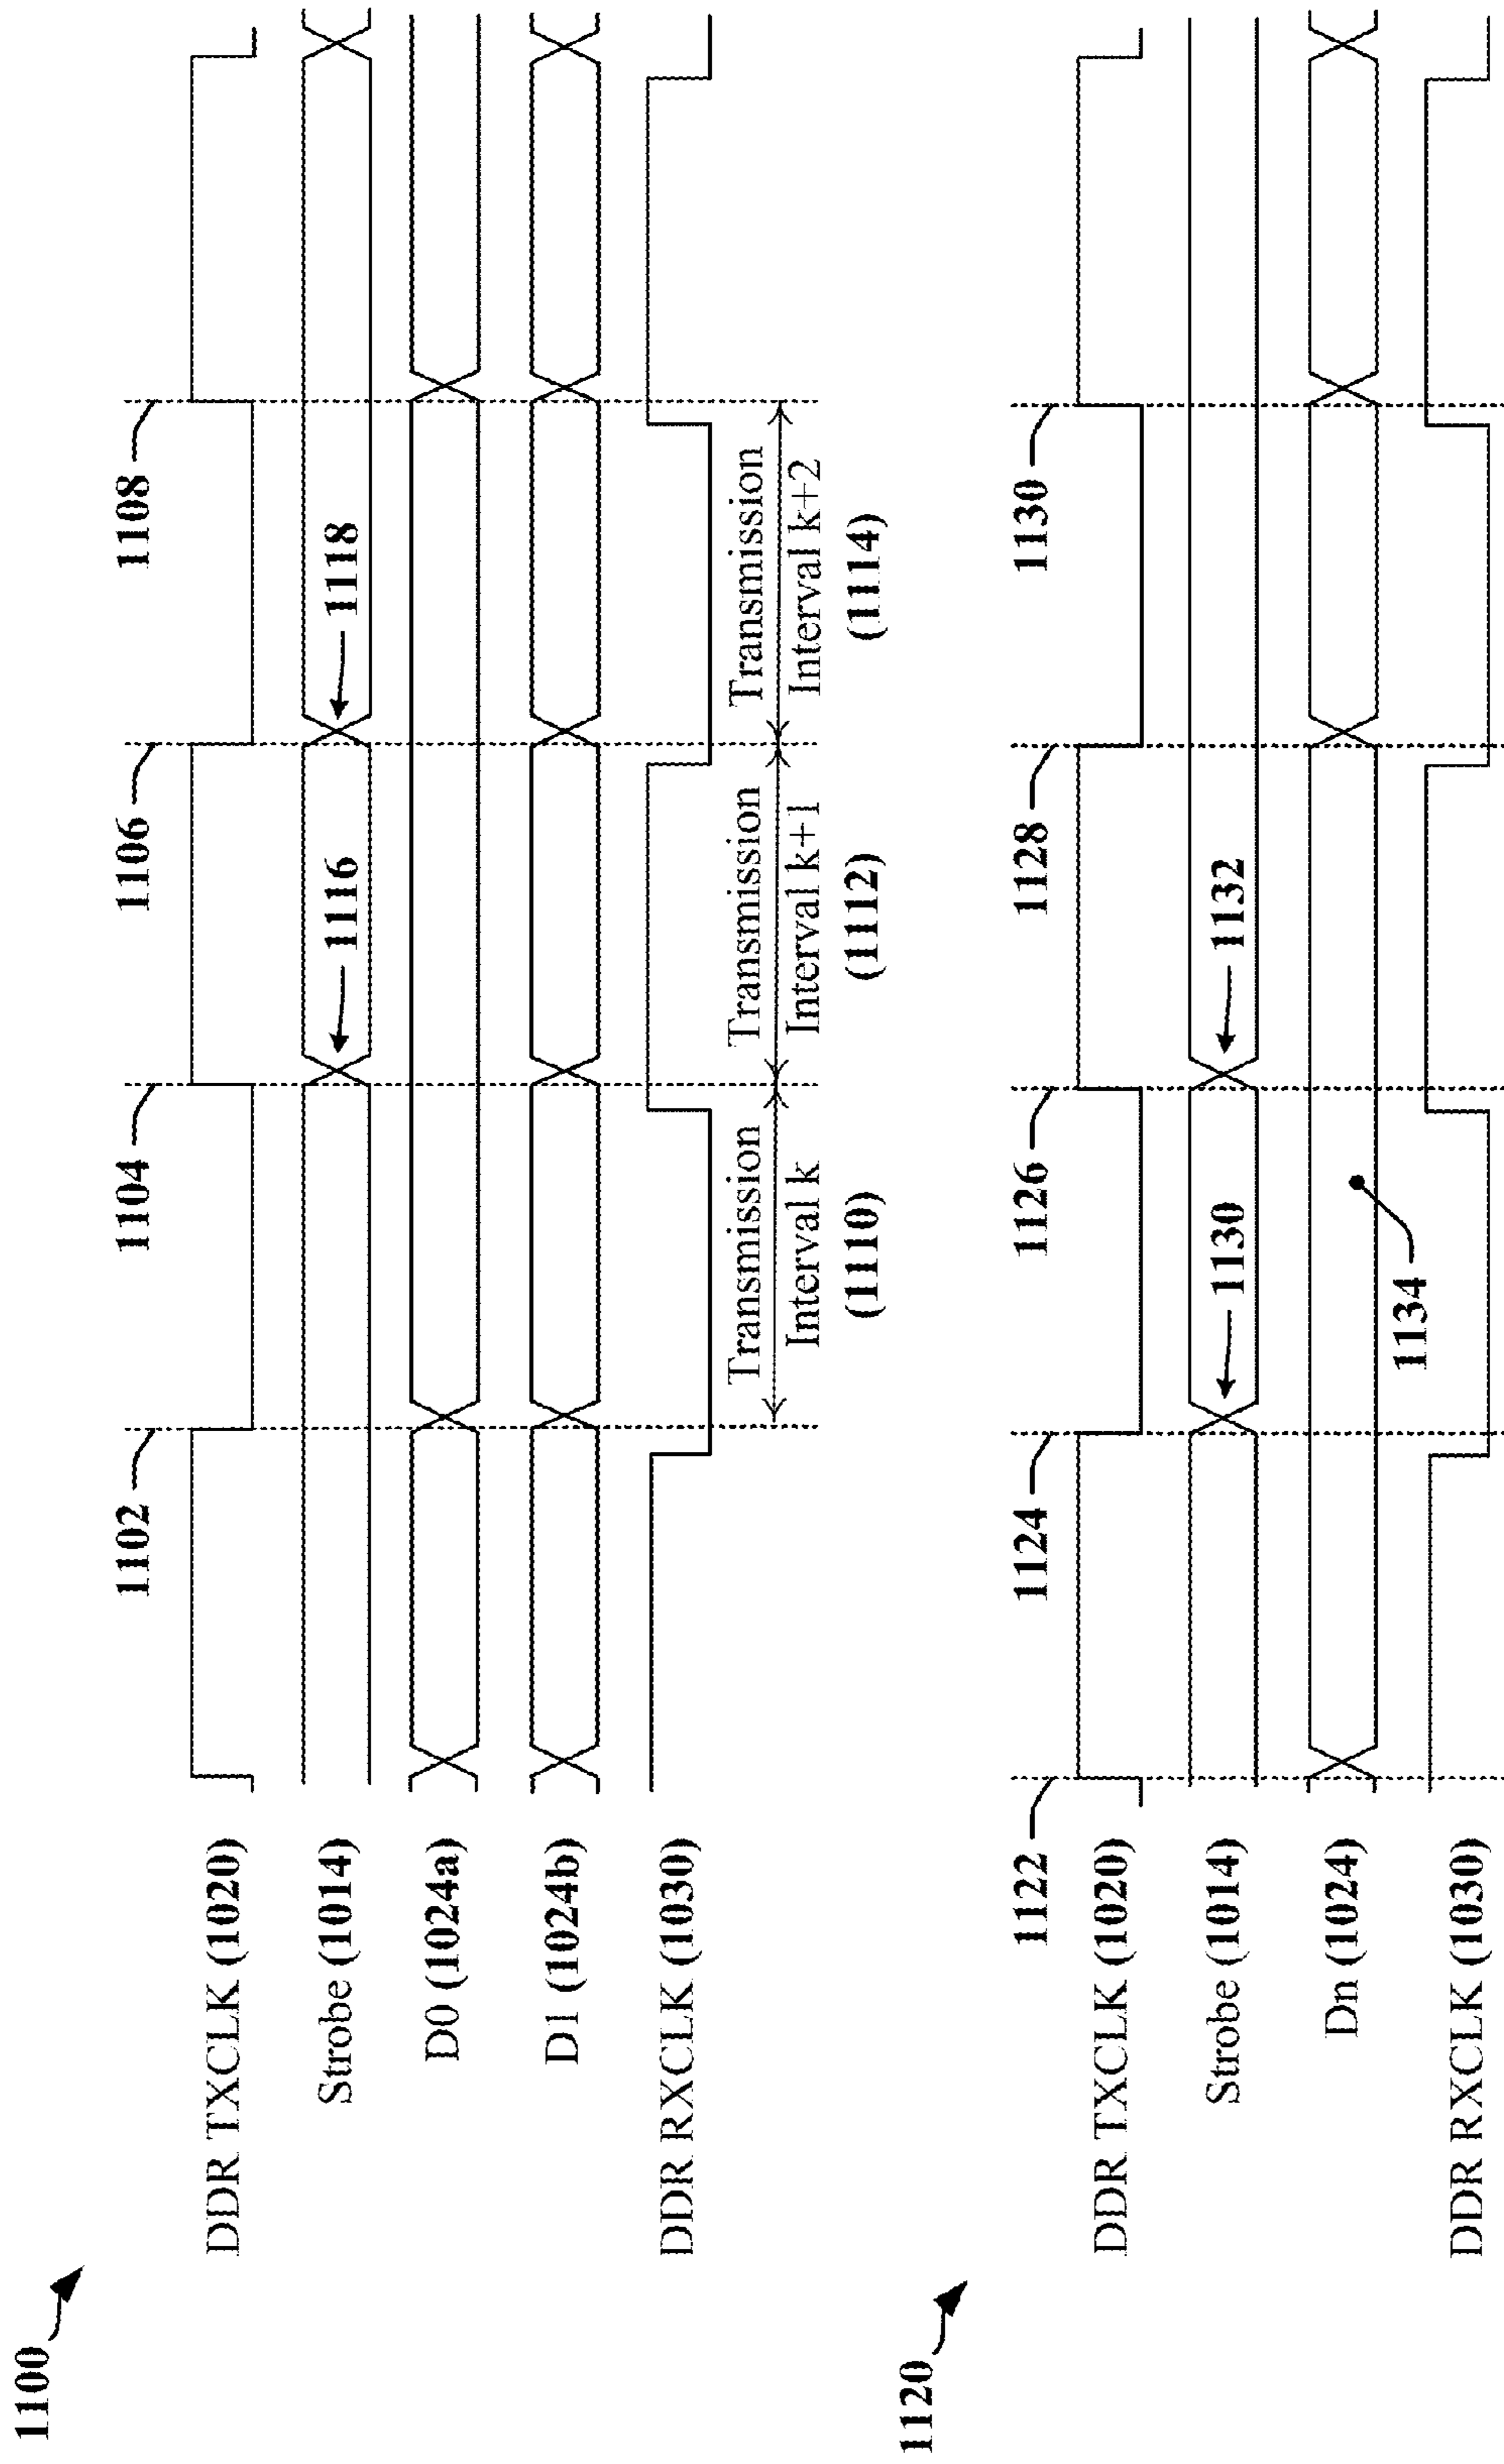 1100
1102
1104
1106
1108
DDR TXCLK (1020)
Strobe (1014)
1116
1118
D0 (1024a)
D1 (1024b)
DDR RXCLK (1030)
Transmission
Interval k
(1110)
Transmission
Interval k+1
(1112)
Transmission
Interval k+2
(1114)
1120
1122
1124
1126
1128
1130
DDR TXCLK (1020)
Strobe (1014)
1130
1132
Dn (1024)
1134
DDR RXCLK (1030)